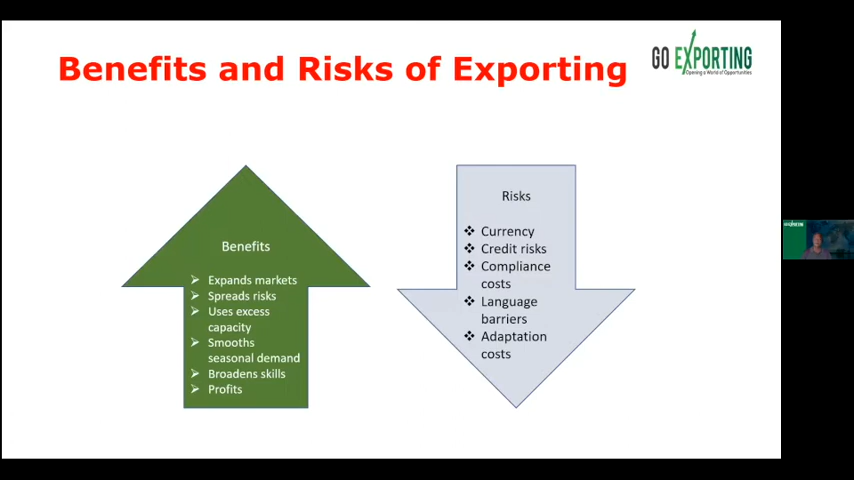 Benefits and Risks of Exporting
GO EXPORTING
Opening a World of Opportunities
Benefits
Expands markets
Spreads risks
Uses excess
capacity
Smooths
seasonal demand
Broadens skills
Profits
Risks
Currency
Credit risks
Compliance
costs
Language
barriers
Adaptation
costs